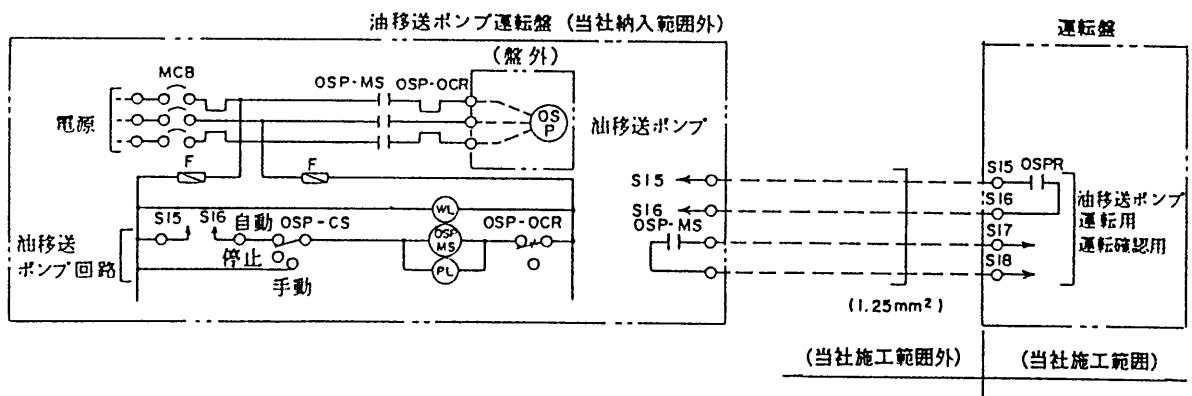 油移送ポンプ運転盤 (当社納入範囲外)
運転盤
(盤外)
MCB
OSP-MS OSP-OCR
電源
OS
P
油移送ポンプ
F
F
S15
S15 OSPR
S16
S16
OSP-MS
S17
S18
油移送ポンプ
運転用
運転確認用
WL
S15
S16
自動
OSP-CS
OSP
MS
OSP-OCR
停止
PL
手動
油移送
ポンプ回路
(1.25mm²)
(当社施工範囲外)
(当社施工範囲)